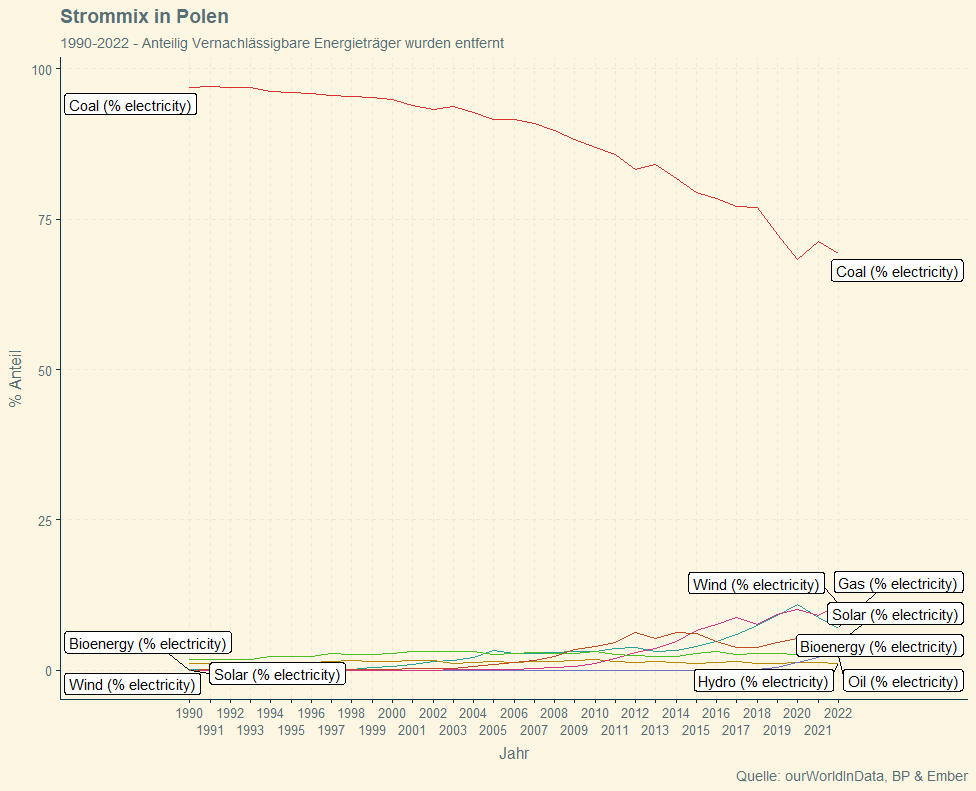 Strommix in Polen
1990-2022 - Anteilig Vernachlässigbare Energieträger wurden entfernt
100
Coal (% electricity)
75
Coal (% electricity)
50
% Anteil
25
Wind (% electricity)
Gas (% electricity)
Solar (% electricity)
Bioenergy (% electricity)
Bioenergy (% electricity)
0
Solar (% electricity)
Wind (% electricity)
Hydro (% electricity)
Oil (% electricity)
1990 1992 1994 1996 1998 2000 2002 2004 2006 2008 2010 2012 2014 2016 2018 2020 2022
1991 1993 1995 1997 1999 2001 2003 2005 2007 2009 2011 2013 2015 2017 2019 2021
Jahr
Quelle: ourWorldInData, BP & Ember